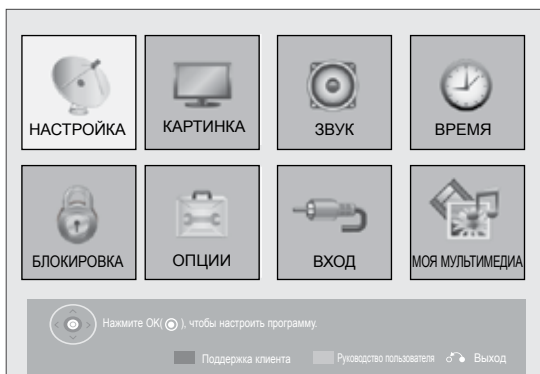 НАСТРОЙКА КАРТИНКА ЗВУК ВРЕМЯ
БЛОКИРОВКА ОПЦИИ ВХОД МОЯ МУЛЬТИМЕДИА
Нажмите OK( ), чтобы настроить программу.
Поддержка клиента Руководство пользователя Выход